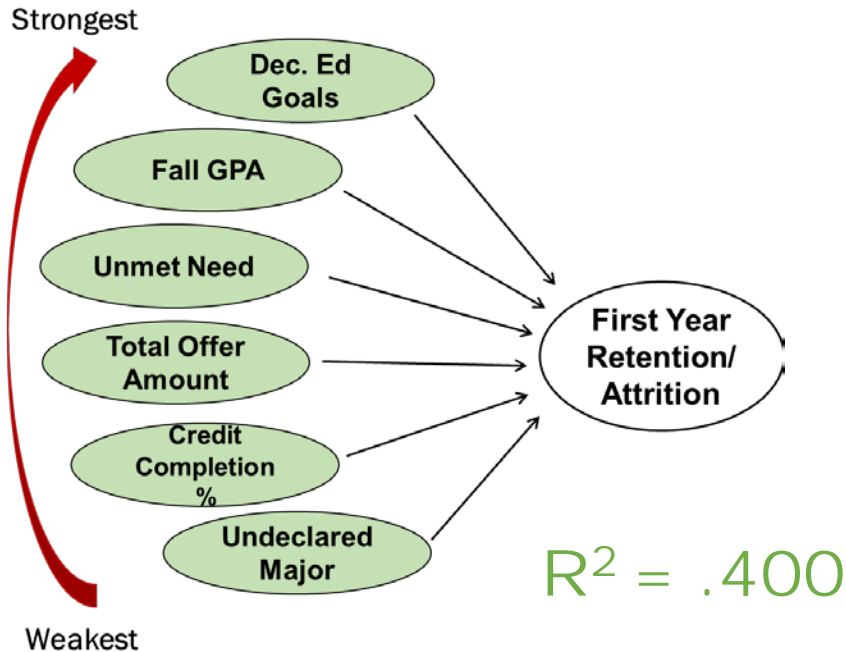 Strongest
Dec. Ed
Goals
Fall GPA
Unmet Need
Total Offer
Amount
Credit
Completion
%
Undeclared
Major
First Year
Retention/
Attrition
R² = .400
Weakest